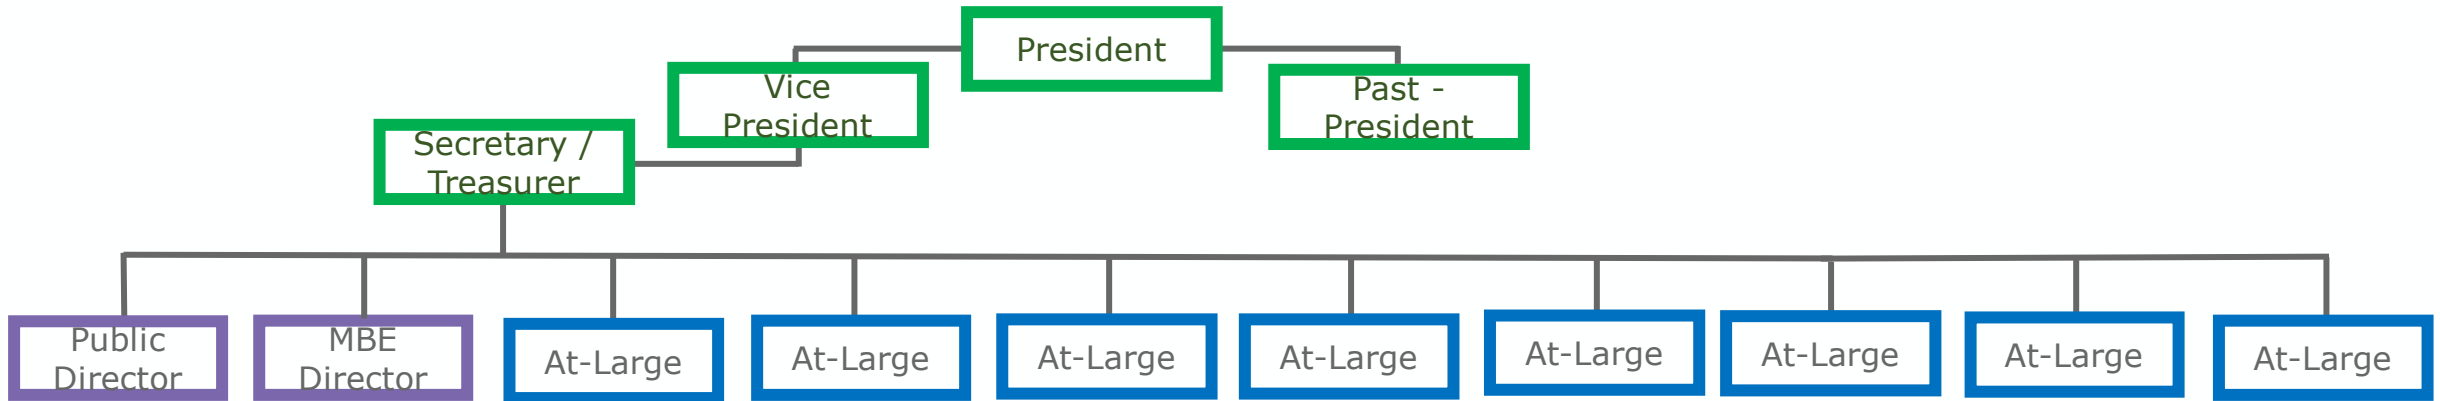 President
Vice
President
Past -
President
Secretary /
Treasurer
Public
Director
MBE
Director
At-Large
At-Large
At-Large
At-Large
At-Large
At-Large
At-Large
At-Large